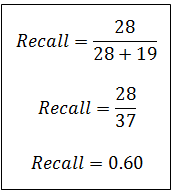 Recall = 28 / (28 + 19)
Recall = 28 / 37
Recall = 0.60